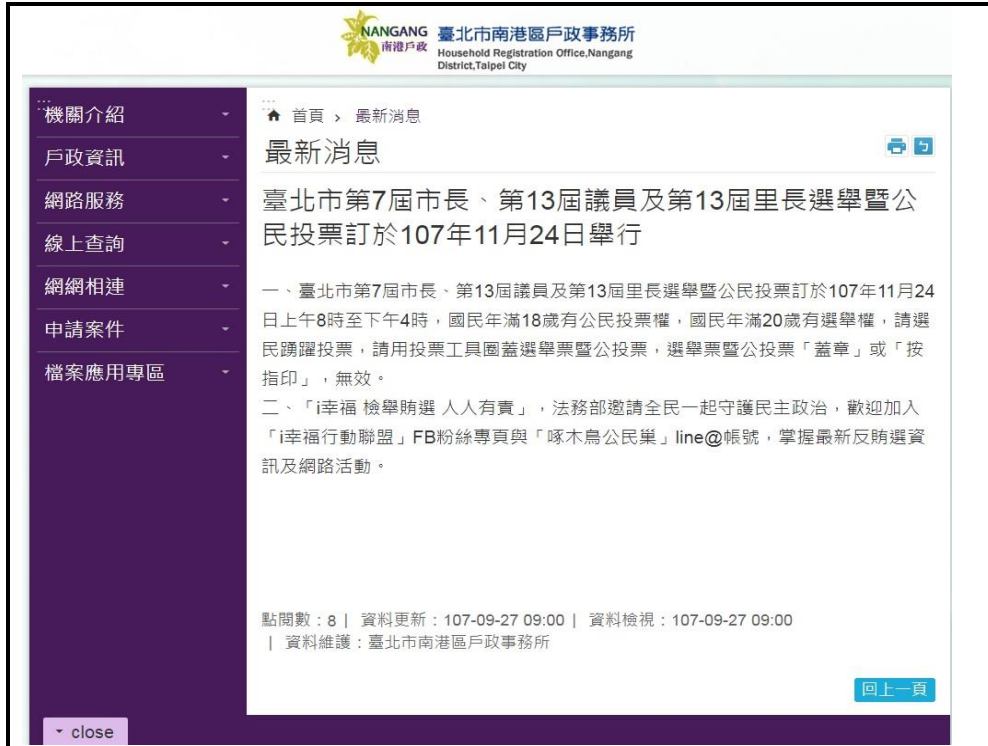 NANGANG
南港戶政
臺北市南港區戶政事務所
Household Registration Office,Nangang
District,Taipei City
機關介紹
戶政資訊
網路服務
線上查詢
網網相連
申請案件
檔案應用專區
close
首頁 › 最新消息
最新消息
臺北市第7屆市長、第13屆議員及第13屆里長選舉暨公
民投票訂於107年11月24日舉行
一、臺北市第7屆市長、第13屆議員及第13屆里長選舉暨公民投票訂於107年11月24
日上午8時至下午4時,國民年滿18歲有公民投票權,國民年滿20歲有選舉權,請選
民踴躍投票,請用投票工具圈蓋選舉票暨公投票,選舉票暨公投票「蓋章」或「按
指印」,無效。
二、「i幸福 檢舉賄選 人人有責」,法務部邀請全民一起守護民主政治,歡迎加入
「i幸福行動聯盟」FB粉絲專頁與「啄木鳥公民巢」line@帳號,掌握最新反賄選資
訊及網路活動。
點閱數:8 | 資料更新:107-09-27 09:00 | 資料檢視:107-09-27 09:00
| 資料維護:臺北市南港區戶政事務所
回上一頁